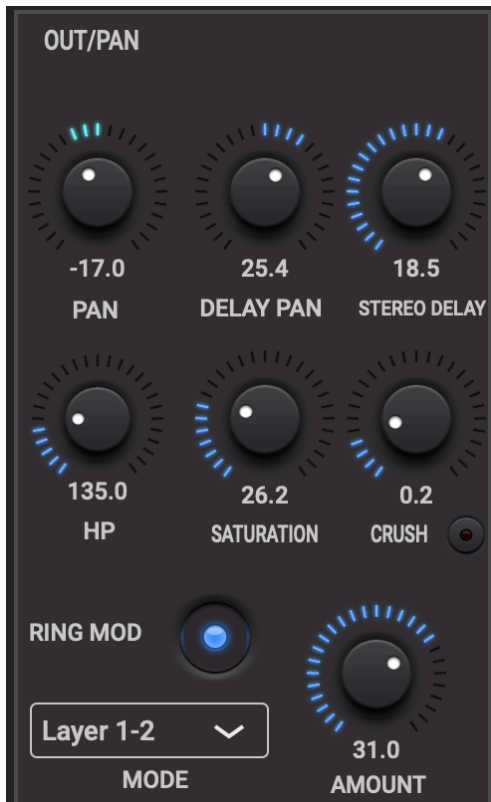 OUT/PAN
-17.0 25.4 18.5
PAN DELAY PAN STEREO DELAY
135.0 26.2 0.2
HP SATURATION CRUSH
RING MOD
Layer 1-2
MODE
31.0
AMOUNT